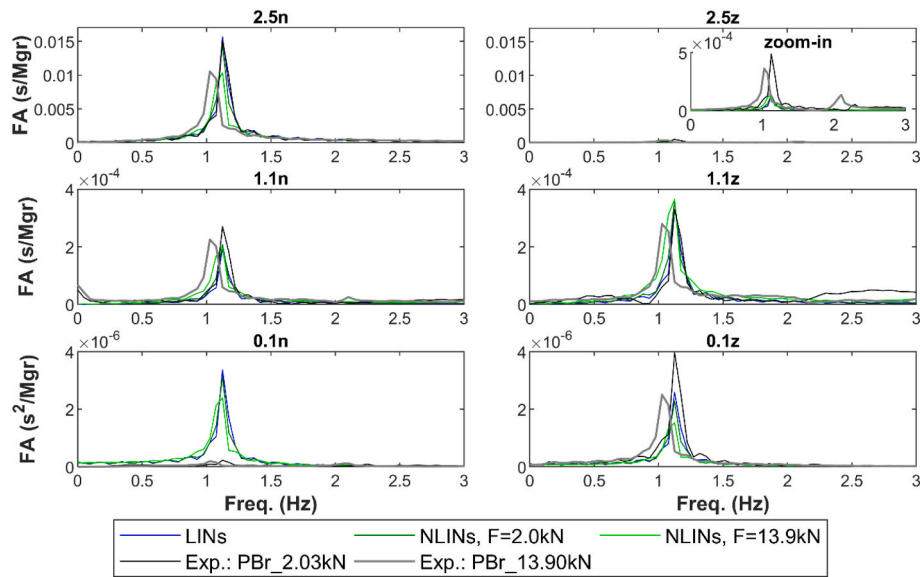 2.5n
2.5z
0.015
0.01
0.005
0
FA (s/Mgr)
0 0.5 1 1.5 2 2.5 3
0.015
0.01
0.005
0
0 0.5 1 1.5 2 2.5 3
5 ×10^-4
zoom-in
0
0 1 2 3
1.1n
1.1z
×10^-4
4
2
0
FA (s/Mgr)
0 0.5 1 1.5 2 2.5 3
×10^-4
4
2
0
0 0.5 1 1.5 2 2.5 3
0.1n
0.1z
×10^-6
4
2
0
FA (s^2/Mgr)
0 0.5 1 1.5 2 2.5 3
Freq. (Hz)
×10^-6
4
2
0
0 0.5 1 1.5 2 2.5 3
Freq. (Hz)
LINs NLINs, F=2.0kN NLINs, F=13.9kN
Exp.: PBr_2.03kN Exp.: PBr_13.90kN